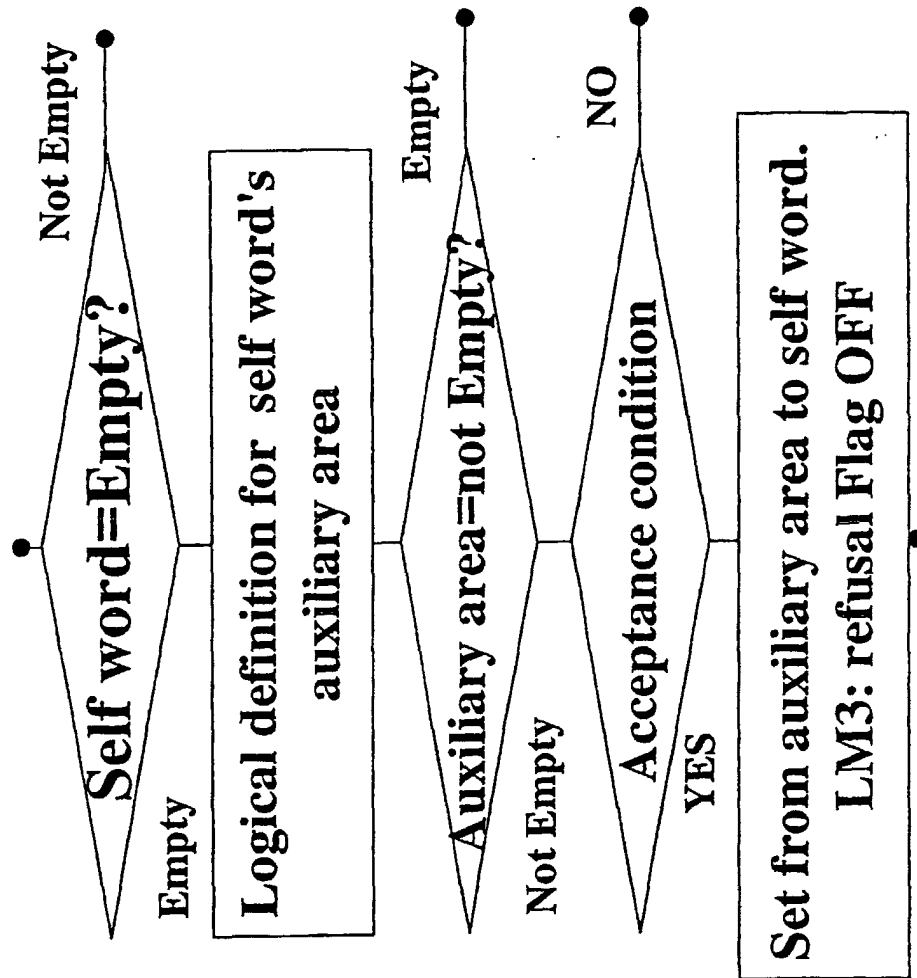 Not Empty
Self word=Empty?
Empty
Logical definition for self word's
auxiliary area
Empty
Auxiliary area=not Empty?
Not Empty
NO
Acceptance condition
YES
Set from auxiliary area to self word.
LM3: refusal Flag OFF